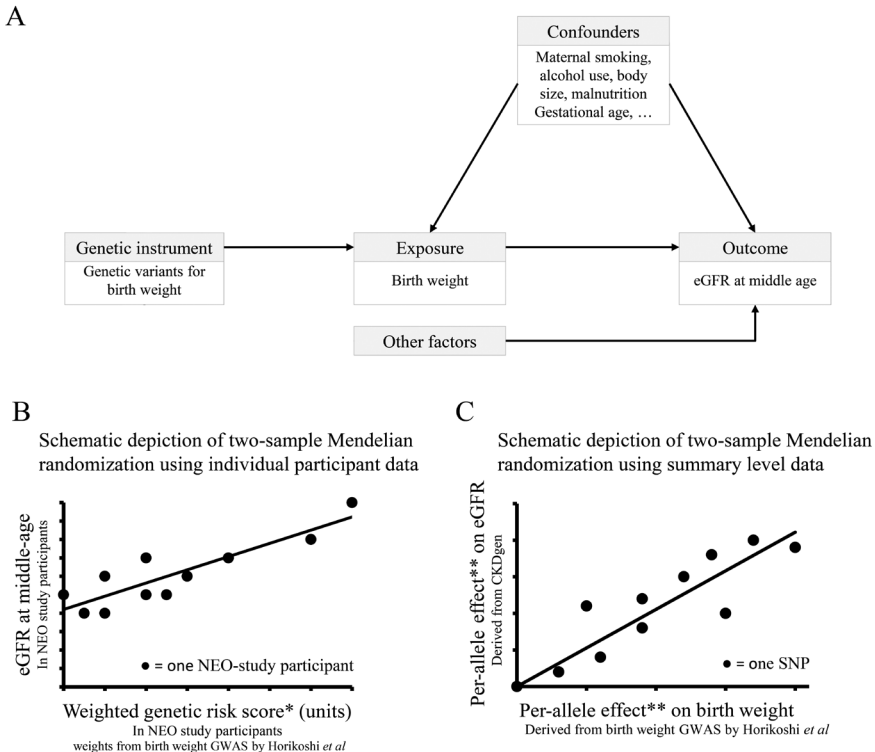 A
Confounders
Maternal smoking,
alcohol use, body
size, malnutrition
Gestational age, …
Genetic instrument
Genetic variants for
birth weight
Exposure
Birth weight
Outcome
eGFR at middle age
Other factors
B
Schematic depiction of two-sample Mendelian
randomization using individual participant data
eGFR at middle-age
In NEO study participants
● = one NEO-study participant
Weighted genetic risk score* (units)
In NEO study participants
weights from birth weight GWAS by Horikoshi et al
C
Schematic depiction of two-sample Mendelian
randomization using summary level data
Per-allele effect** on eGFR
Derived from CKDgen
● = one SNP
Per-allele effect** on birth weight
Derived from birth weight GWAS by Horikoshi et al